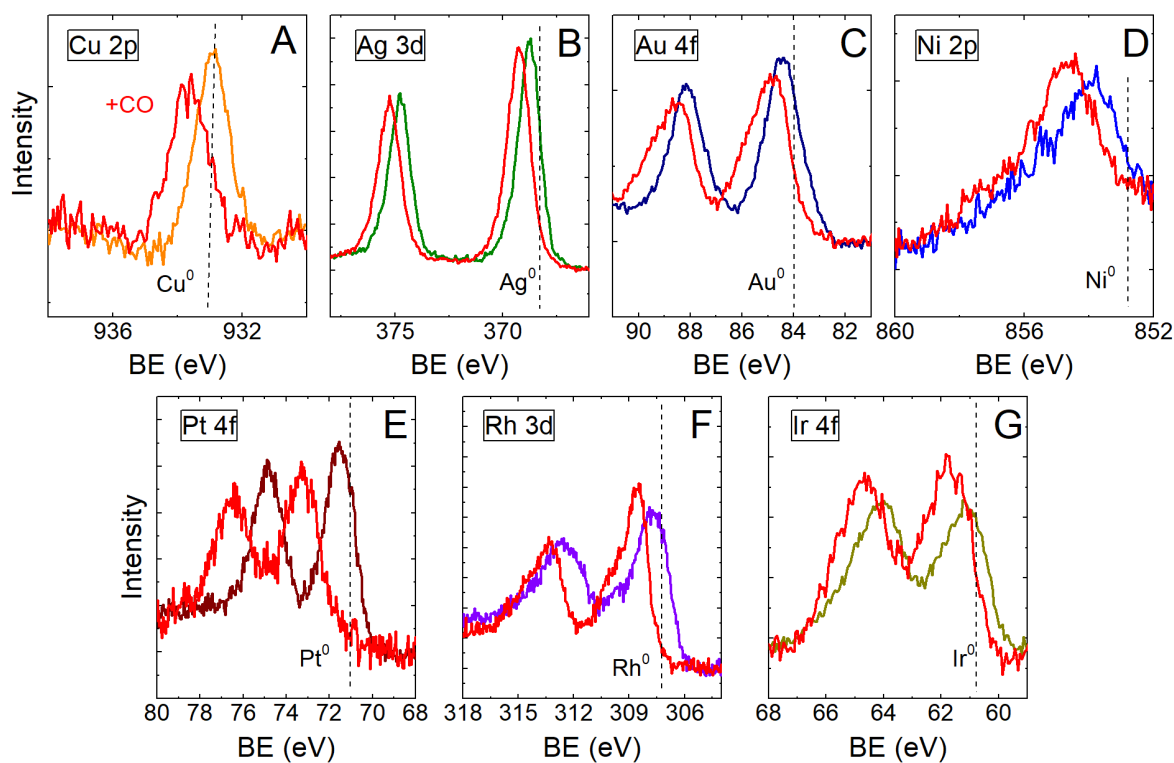 Cu 2p
A
Ag 3d
B
Au 4f
C
Ni 2p
D
+CO
Intensity
Cu⁰
Ag⁰
Au⁰
Ni⁰
936 932
375 370
90 88 86 84 82
860 856 852
BE (eV)
BE (eV)
BE (eV)
BE (eV)
Pt 4f
E
Rh 3d
F
Ir 4f
G
Intensity
Pt⁰
Rh⁰
Ir⁰
80 78 76 74 72 70 68
318 315 312 309 306
68 66 64 62 60
BE (eV)
BE (eV)
BE (eV)